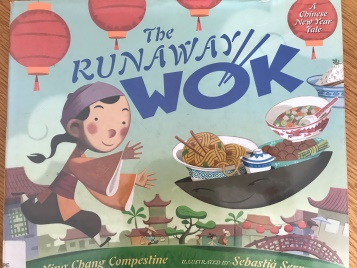 The
RUNAWAY
WOK
A
Chinese
New Year
Tale
Ying Chang Compestine
ILLUSTRATED BY Sebastià